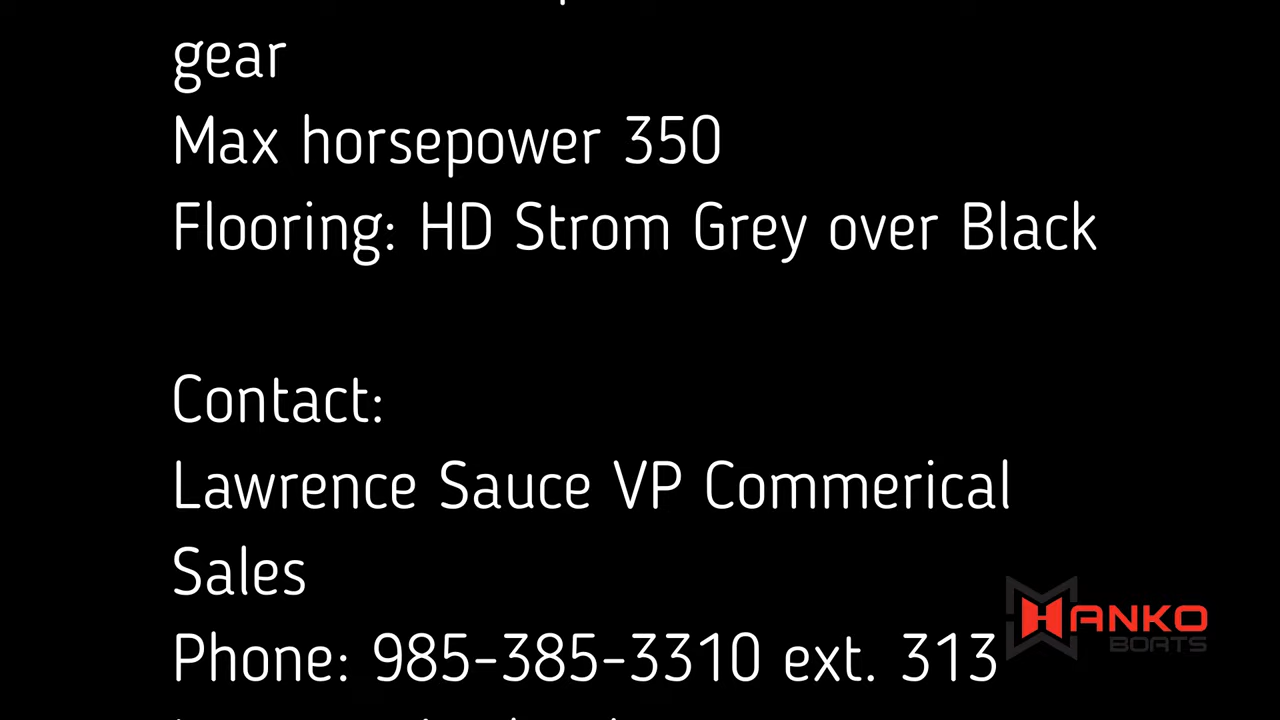 gear
Max horsepower 350
Flooring: HD Strom Grey over Black
Contact:
Lawrence Sauce VP Commerical
Sales
Phone: 985-385-3310 ext. 313
HANKO
BOATS